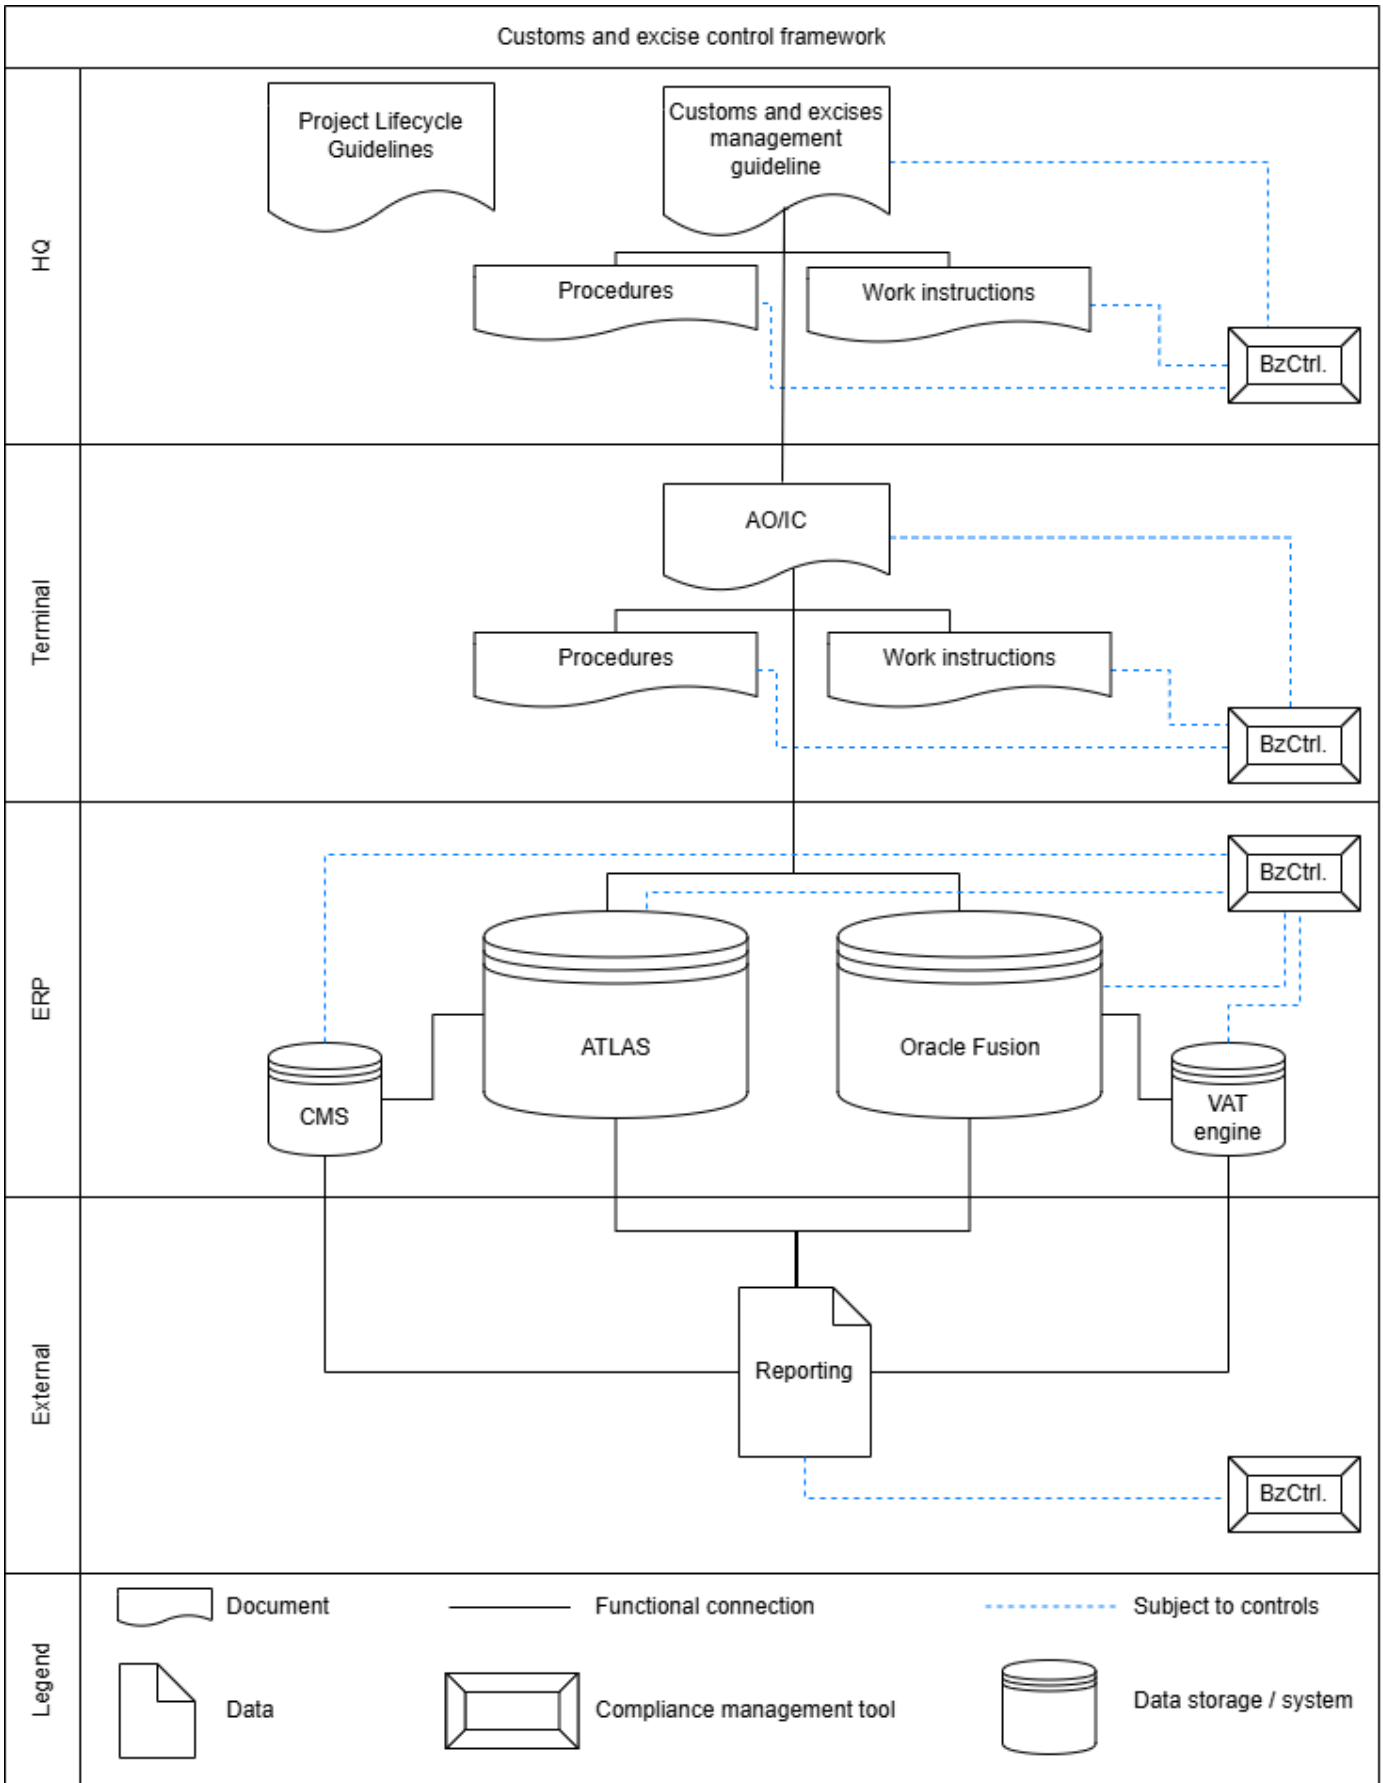 Customs and excise control framework
HQ
Project Lifecycle
Guidelines
Customs and excises
management
guideline
Procedures
Work instructions
BzCtrl.
Terminal
AO/IC
Procedures
Work instructions
BzCtrl.
ERP
BzCtrl.
ATLAS
Oracle Fusion
CMS
VAT
engine
External
Reporting
BzCtrl.
Legend
Document
Functional connection
Subject to controls
Data
Compliance management tool
Data storage / system